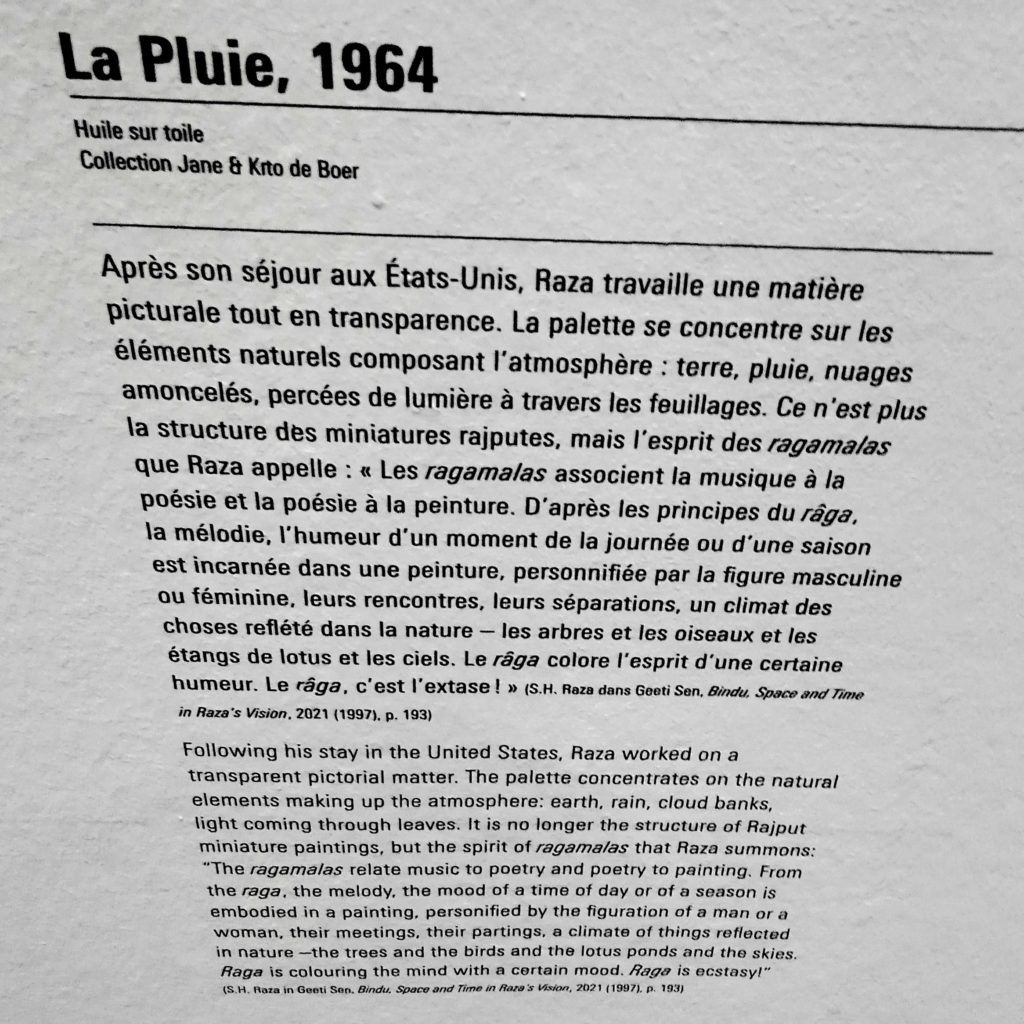 La Pluie, 1964
Huile sur toile
Collection Jane & Krto de Boer
Après son séjour aux États-Unis, Raza travaille une matière
picturale tout en transparence. La palette se concentre sur les
éléments naturels composant l'atmosphère : terre, pluie, nuages
amoncelés, percées de lumière à travers les feuillages. Ce n'est plus
la structure des miniatures rajputes, mais l'esprit des ragamalas
que Raza appelle : « Les ragamalas associent la musique à la
poésie et la poésie à la peinture. D'après les principes du râga,
la mélodie, l'humeur d'un moment de la journée ou d'une saison
est incarnée dans une peinture, personnifiée par la figure masculine
ou féminine, leurs rencontres, leurs séparations, un climat des
choses reflété dans la nature – les arbres et les oiseaux et les
étangs de lotus et les ciels. Le râga colore l'esprit d'une certaine
humeur. Le râga, c'est l'extase ! » (S.H. Raza dans Geeti Sen, Bindu, Space and Time
in Raza's Vision, 2021 (1997), p. 193)
Following his stay in the United States, Raza worked on a
transparent pictorial matter. The palette concentrates on the natural
elements making up the atmosphere: earth, rain, cloud banks,
light coming through leaves. It is no longer the structure of Rajput
miniature paintings, but the spirit of ragamalas that Raza summons:
"The ragamalas relate music to poetry and poetry to painting. From
the raga, the melody, the mood of a time of day or of a season is
embodied in a painting, personified by the figuration of a man or a
woman, their meetings, their partings, a climate of things reflected
in nature –the trees and the birds and the lotus ponds and the skies.
Raga is colouring the mind with a certain mood. Raga is ecstasy!"
(S.H. Raza in Geeti Sen, Bindu, Space and Time in Raza's Vision, 2021 (1997), p. 193)